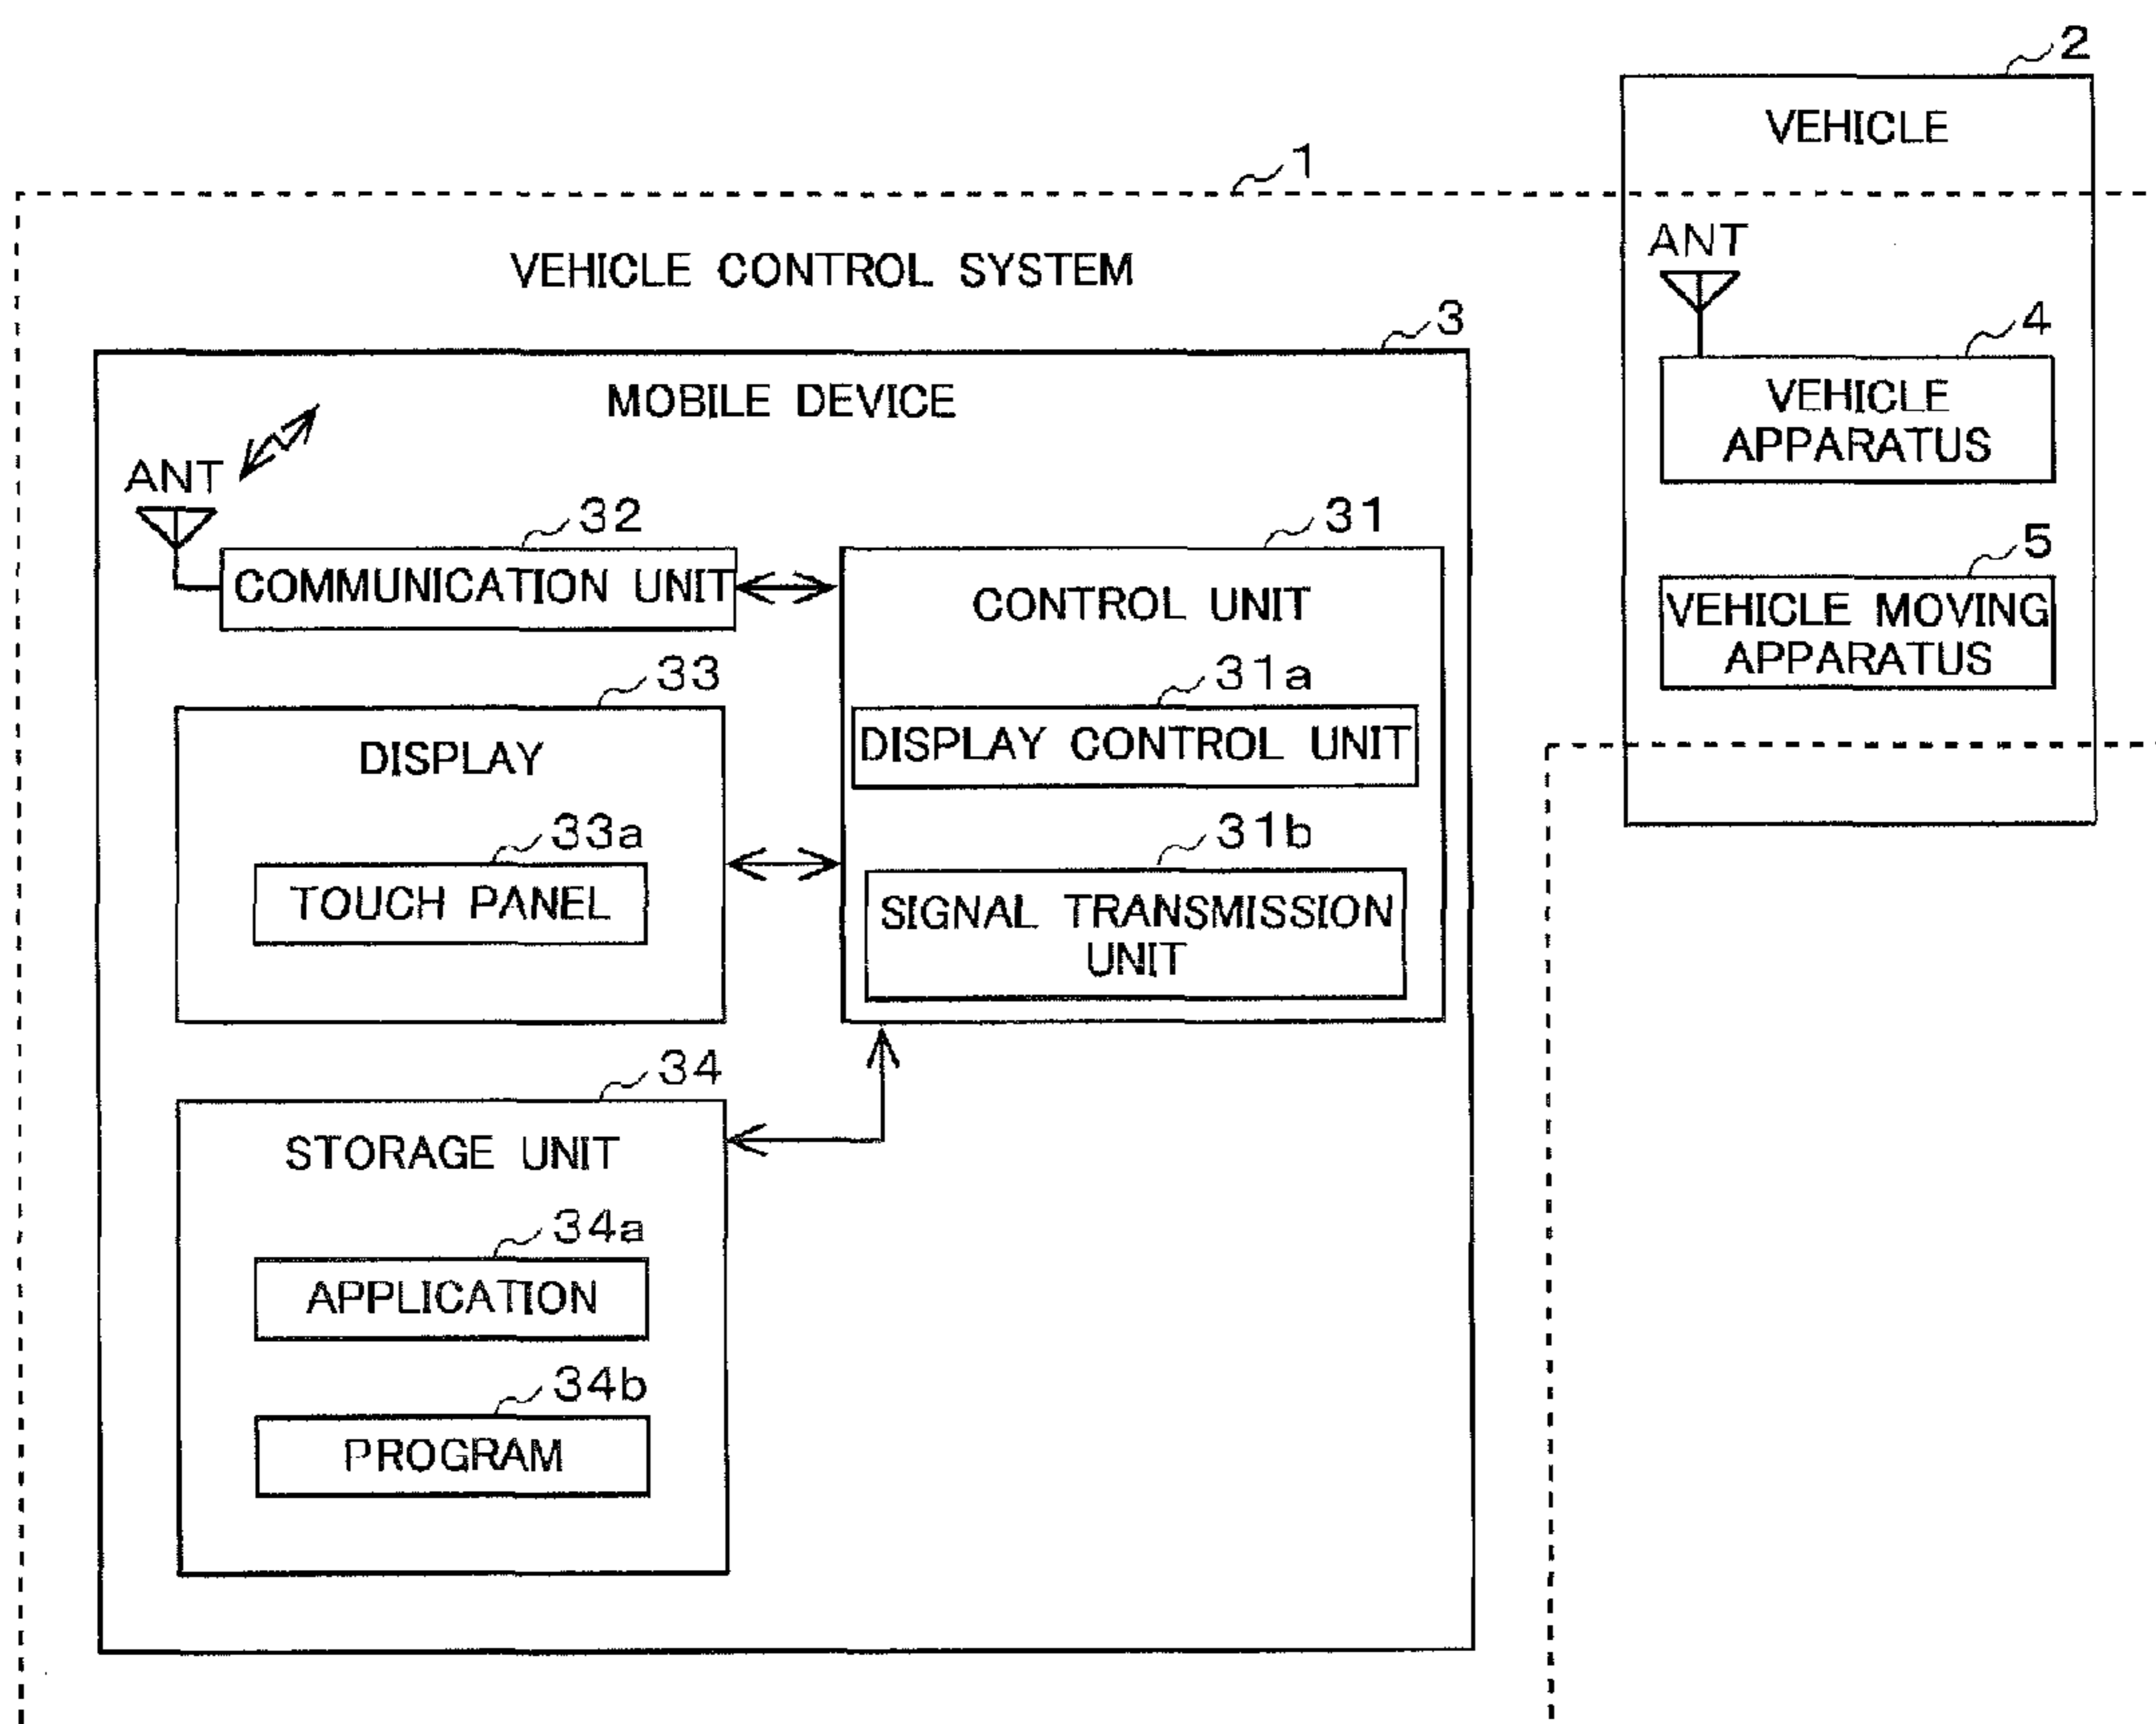 2
VEHICLE
1
VEHICLE CONTROL SYSTEM
ANT
4
VEHICLE
APPARATUS
5
VEHICLE MOVING
APPARATUS
3
MOBILE DEVICE
ANT
32
COMMUNICATION UNIT
31
CONTROL UNIT
31a
DISPLAY CONTROL UNIT
31b
SIGNAL TRANSMISSION
UNIT
33
DISPLAY
33a
TOUCH PANEL
34
STORAGE UNIT
34a
APPLICATION
34b
PROGRAM